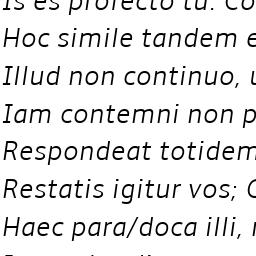 Is es profecto tu. Co
Hoc simile tandem e
Illud non continuo, u
Iam contemni non p
Respondeat totidem
Restatis igitur vos;
Haec para/doca illi,